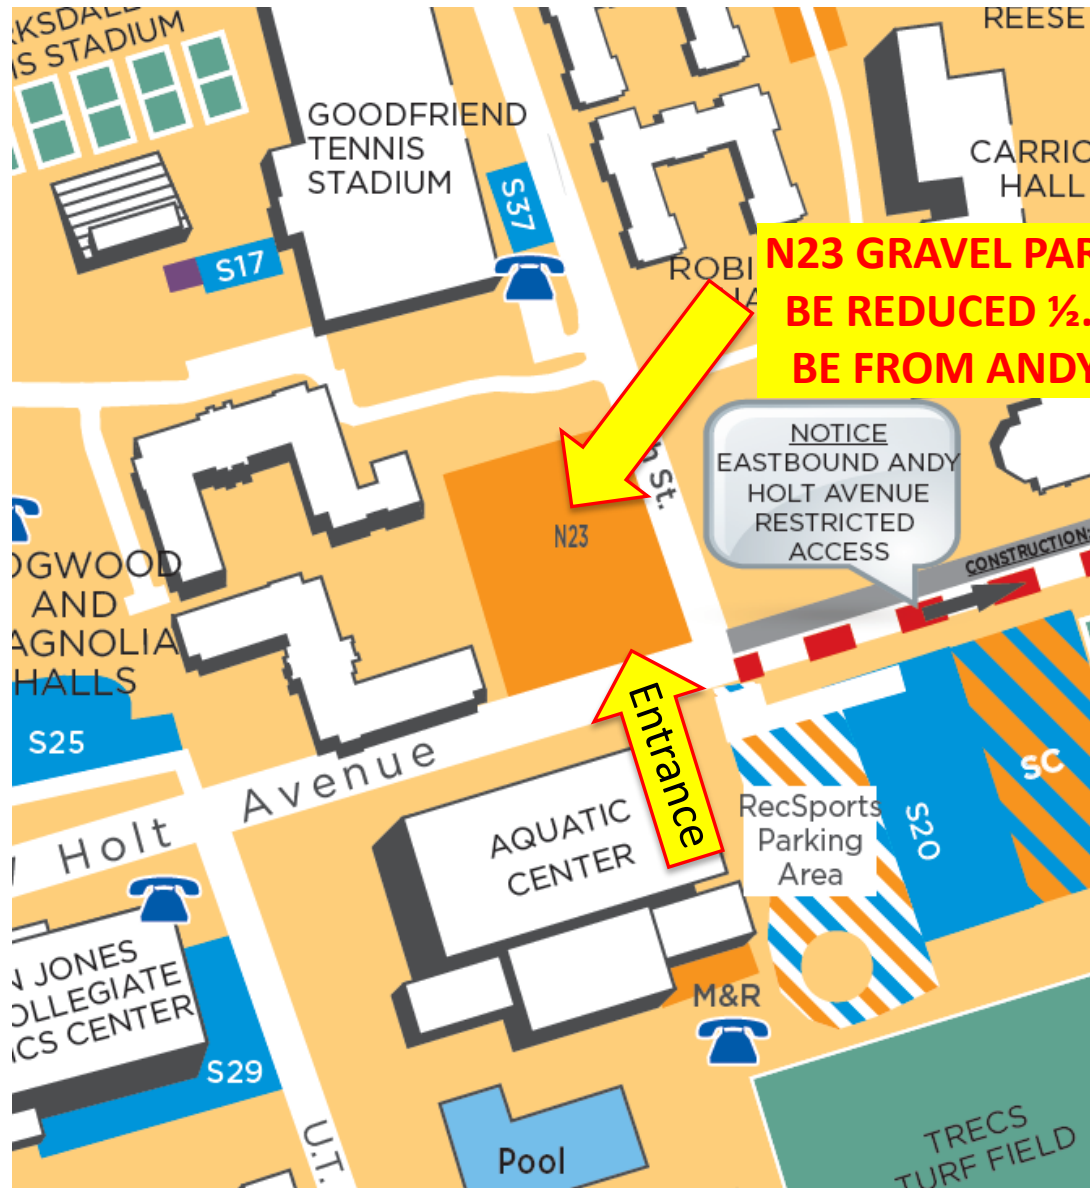 RKSDALE
IS STADIUM
REESE
GOODFRIEND
TENNIS
STADIUM
CARRIC
HALL
S37
S17
ROBI
N23 GRAVEL PAR
BE REDUCED ½.
BE FROM ANDY
h St.
NOTICE
EASTBOUND ANDY
HOLT AVENUE
RESTRICTED
ACCESS
N23
CONSTRUCTION:
OGWOOD
AND
AGNOLIA
HALLS
S25
Entrance
y Holt Avenue
AQUATIC
CENTER
RecSports
Parking
Area
S20
SC
N JONES
OLLEGIATE
ICS CENTER
M&R
S29
U.T.
Pool
TRECS
TURF FIELD